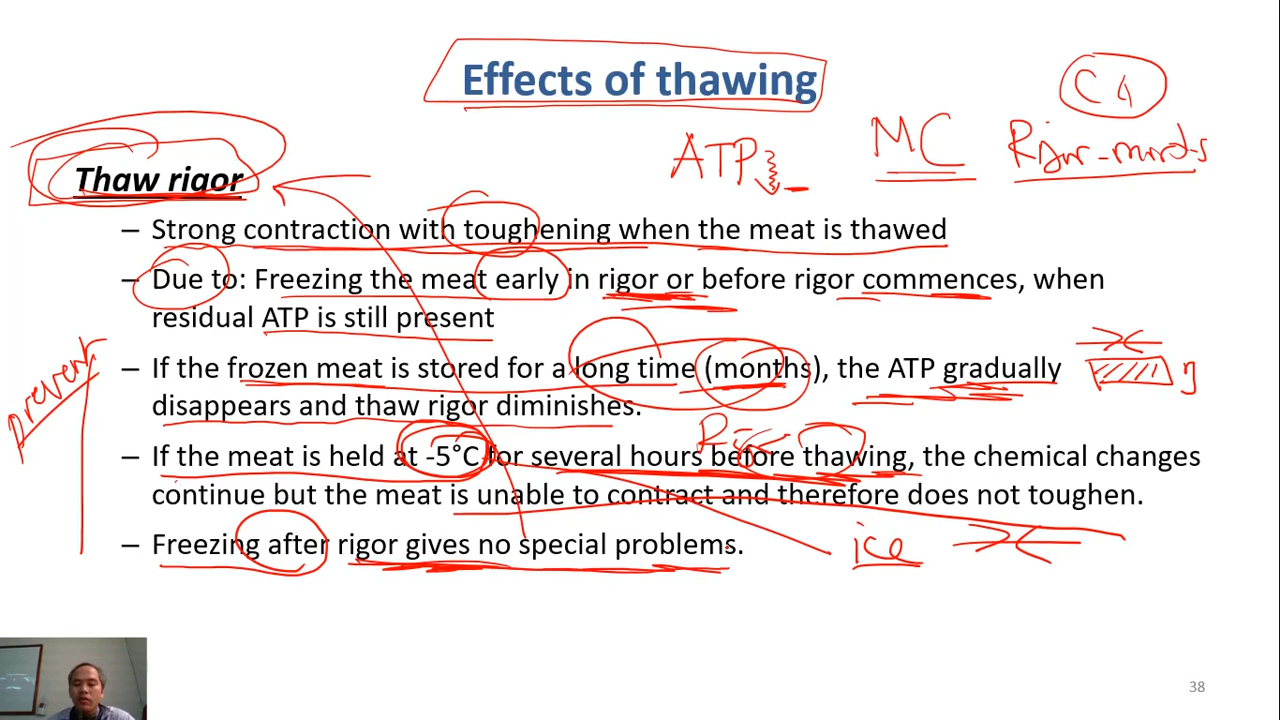 Effects of thawing
C4
ATP MC Rigor-mortis
Thaw rigor
– Strong contraction with toughening when the meat is thawed
– Due to: Freezing the meat early in rigor or before rigor commences, when
residual ATP is still present
prevent
– If the frozen meat is stored for a long time (months), the ATP gradually
disappears and thaw rigor diminishes.
– If the meat is held at -5°C for several hours before thawing, the chemical changes
continue but the meat is unable to contract and therefore does not toughen.
– Freezing after rigor gives no special problems.
ice
38